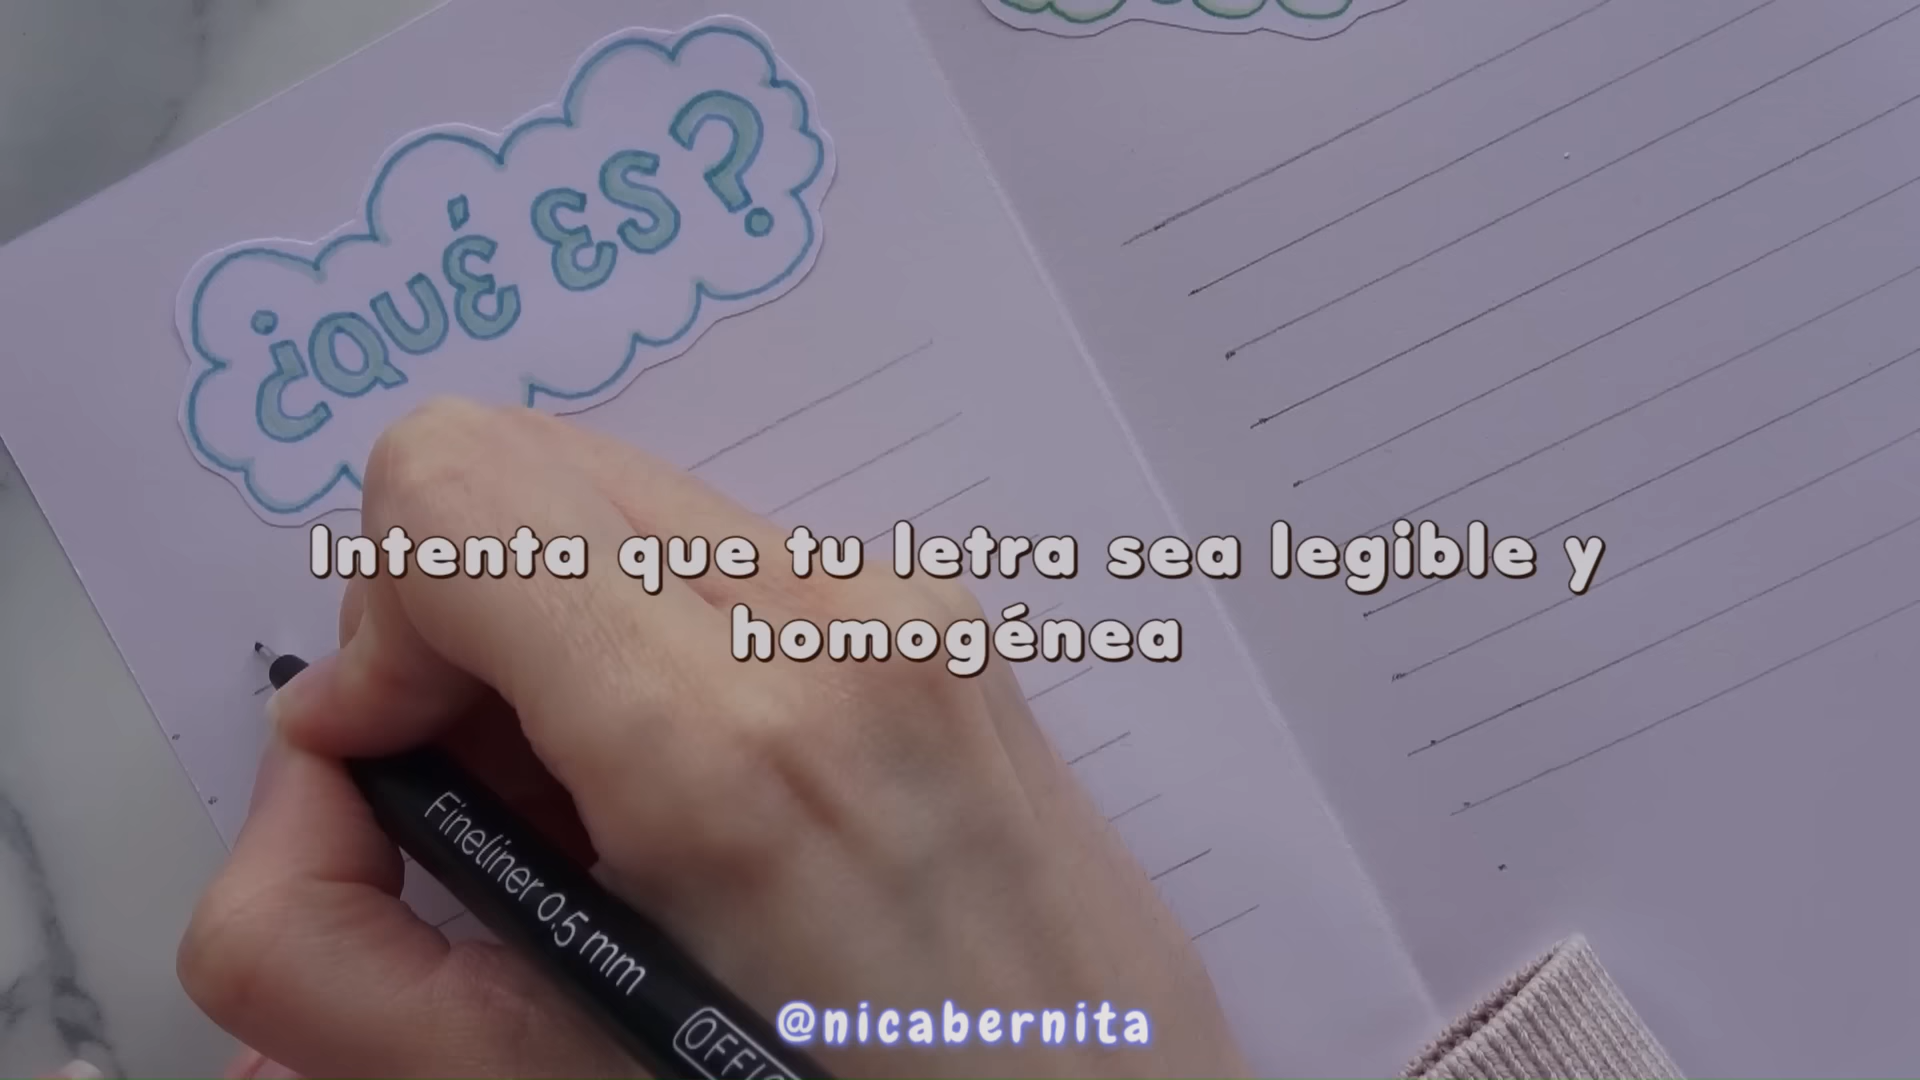 ¿QUÉ ES?
Intenta que tu letra sea legible y
homogénea
Fineliner 0.5 mm
@nicabernita